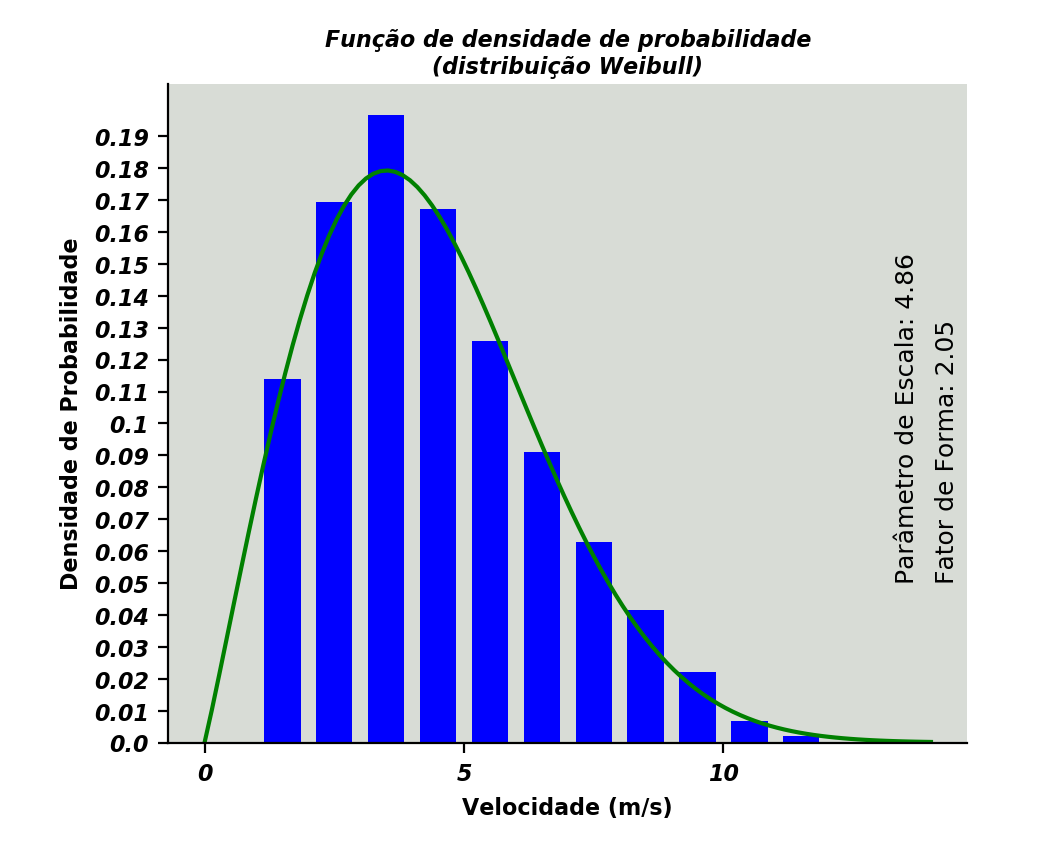 Função de densidade de probabilidade
(distribuição Weibull)
Densidade de Probabilidade
0.19
0.18
0.17
0.16
0.15
0.14
0.13
0.12
0.11
0.1
0.09
0.08
0.07
0.06
0.05
0.04
0.03
0.02
0.01
0.0
Parâmetro de Escala: 4.86
Fator de Forma: 2.05
0 5 10
Velocidade (m/s)